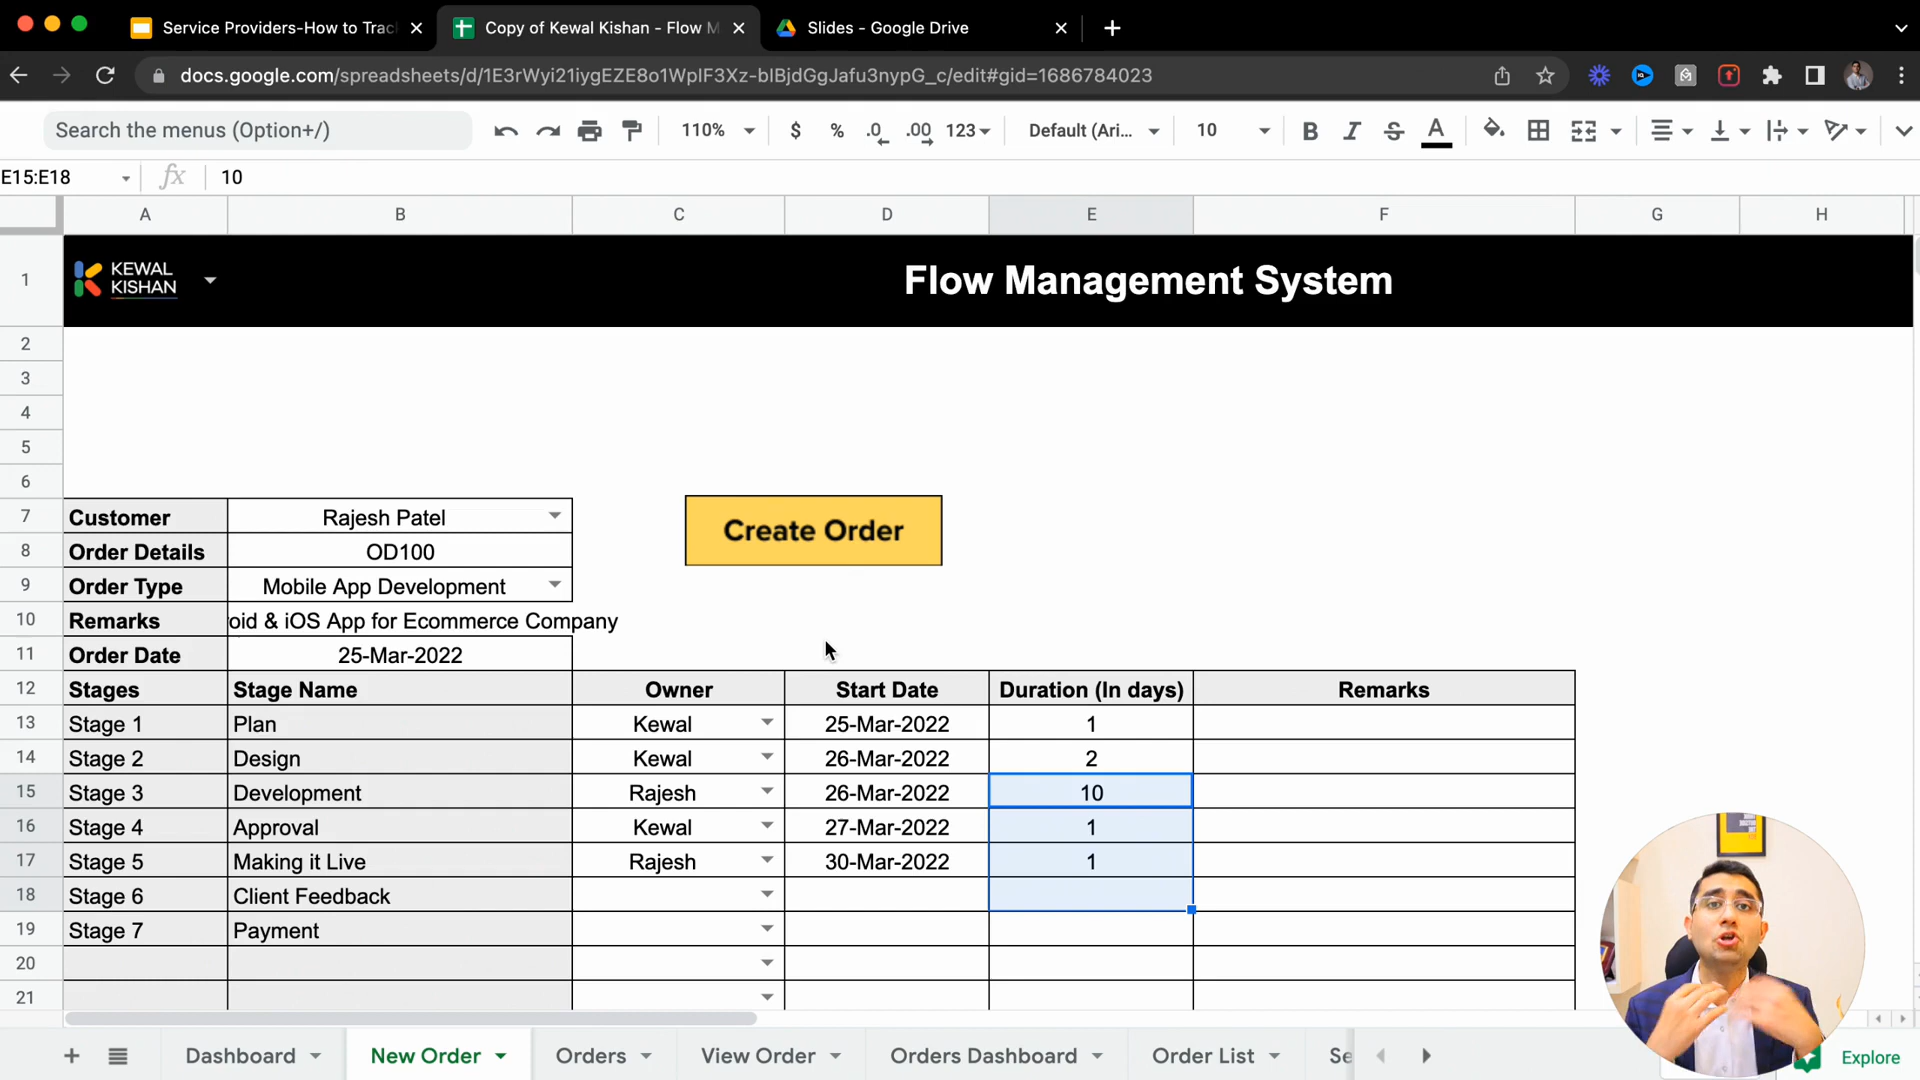 Service Providers-How to Trac
Copy of Kewal Kishan - Flow M
Slides - Google Drive
docs.google.com/spreadsheets/d/1E3rWyi21iygEZE8o1WpIF3Xz-bIBjdGgJafu3nypG_c/edit#gid=1686784023
Search the menus (Option+/) 110% $ % .0 .00 123 Default (Ari... 10 B I S A
E15:E18 fx 10
A B C D E F G H
1 KEWAL KISHAN Flow Management System
2
3
4
5
6
7 Customer Rajesh Patel
Create Order
8 Order Details OD100
9 Order Type Mobile App Development
10 Remarks oid & iOS App for Ecommerce Company
11 Order Date 25-Mar-2022
12 Stages Stage Name Owner Start Date Duration (In days) Remarks
13 Stage 1 Plan Kewal 25-Mar-2022 1
14 Stage 2 Design Kewal 26-Mar-2022 2
15 Stage 3 Development Rajesh 26-Mar-2022 10
16 Stage 4 Approval Kewal 27-Mar-2022 1
17 Stage 5 Making it Live Rajesh 30-Mar-2022 1
18 Stage 6 Client Feedback
19 Stage 7 Payment
20
21
Dashboard New Order Orders View Order Orders Dashboard Order List Se Explore